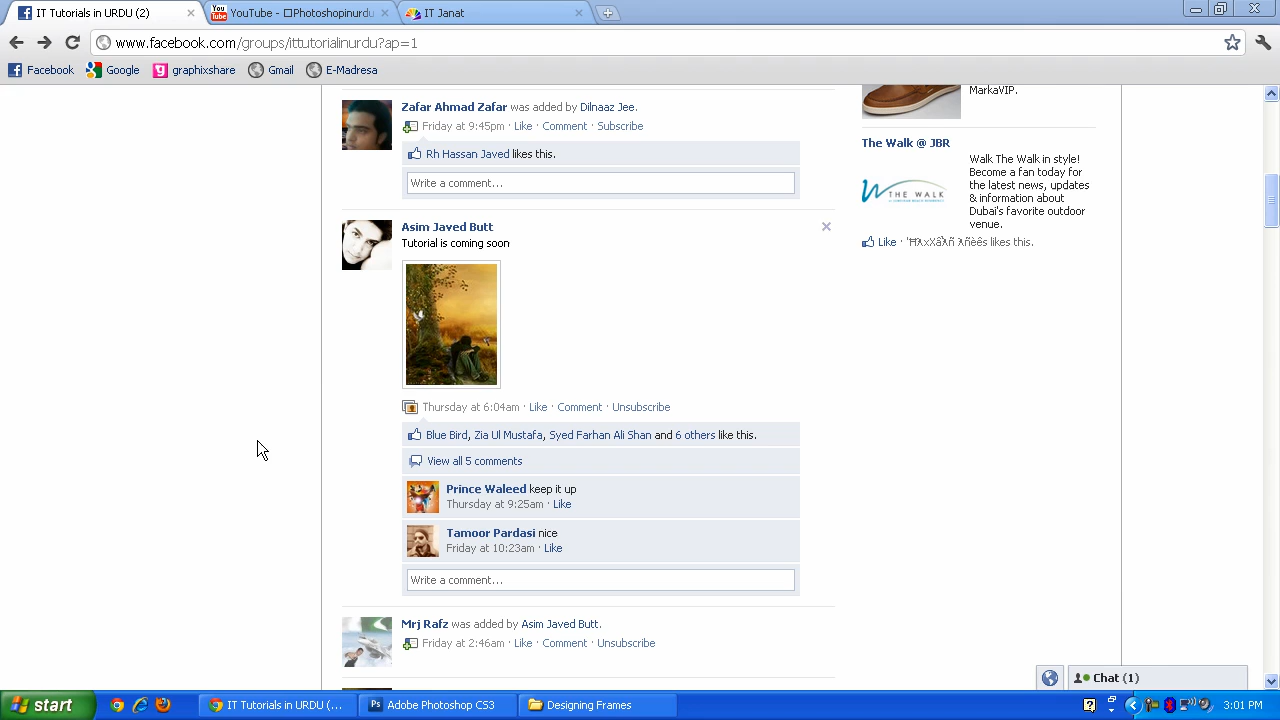 IT Tutorials in URDU (2)
YouTube - Photoshopinurdu
IT Janat
www.facebook.com/groups/ittutorialinurdu?ap=1
Facebook
Google
graphixshare
Gmail
E-Madresa
Zafar Ahmad Zafar was added by Dilnaaz Jee.
Friday at 9:45pm · Like · Comment · Subscribe
Rh Hassan Javed likes this.
Write a comment...
Asim Javed Butt
Tutorial is coming soon
Thursday at 6:04am · Like · Comment · Unsubscribe
Blue Bird, Zia Ul Mustafa, Syed Farhan Ali Shan and 6 others like this.
View all 5 comments
Prince Waleed keep it up
Thursday at 9:25am · Like
Tamoor Pardasi nice
Friday at 10:23am · Like
Write a comment...
Mrj Rafz was added by Asim Javed Butt.
Friday at 2:46am · Like · Comment · Unsubscribe
MarkaVIP.
The Walk @ JBR
THE WALK
Walk The Walk in style!
Become a fan today for
the latest news, updates
& information about
Dubai's favorite outdoor
venue.
Like · likes this.
Chat (1)
start
IT Tutorials in URDU (...
Adobe Photoshop CS3
Designing Frames
3:01 PM